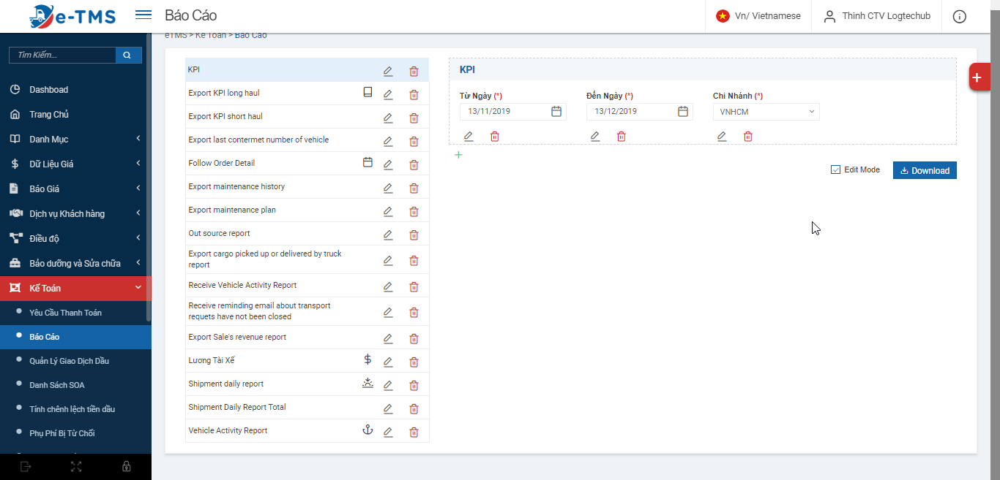 e-TMS
Báo Cáo
Vn/ Vietnamese
Thinh CTV Logtechub
eTMS > Kế Toán > Báo Cáo
Tìm Kiếm...
Dashboad
Trang Chủ
Danh Mục
Dữ Liệu Giá
Báo Giá
Dịch vụ Khách hàng
Điều độ
Bảo dưỡng và Sửa chữa
Kế Toán
Yêu Cầu Thanh Toán
Báo Cáo
Quản Lý Giao Dịch Dầu
Danh Sách SOA
Tính chênh lệch tiền dầu
Phụ Phí Bị Từ Chối
KPI
Export KPI long haul
Export KPI short haul
Export last contermet number of vehicle
Follow Order Detail
Export maintenance history
Export maintenance plan
Out source report
Export cargo picked up or delivered by truck
report
Receive Vehicle Activity Report
Receive reminding email about transport
requets have not been closed
Export Sale's revenue report
Lương Tài Xế
Shipment daily report
Shipment Daily Report Total
Vehicle Activity Report
KPI
Từ Ngày (*)
Đến Ngày (*)
Chi Nhánh (*)
13/11/2019
13/12/2019
VNHCM
Edit Mode
Download